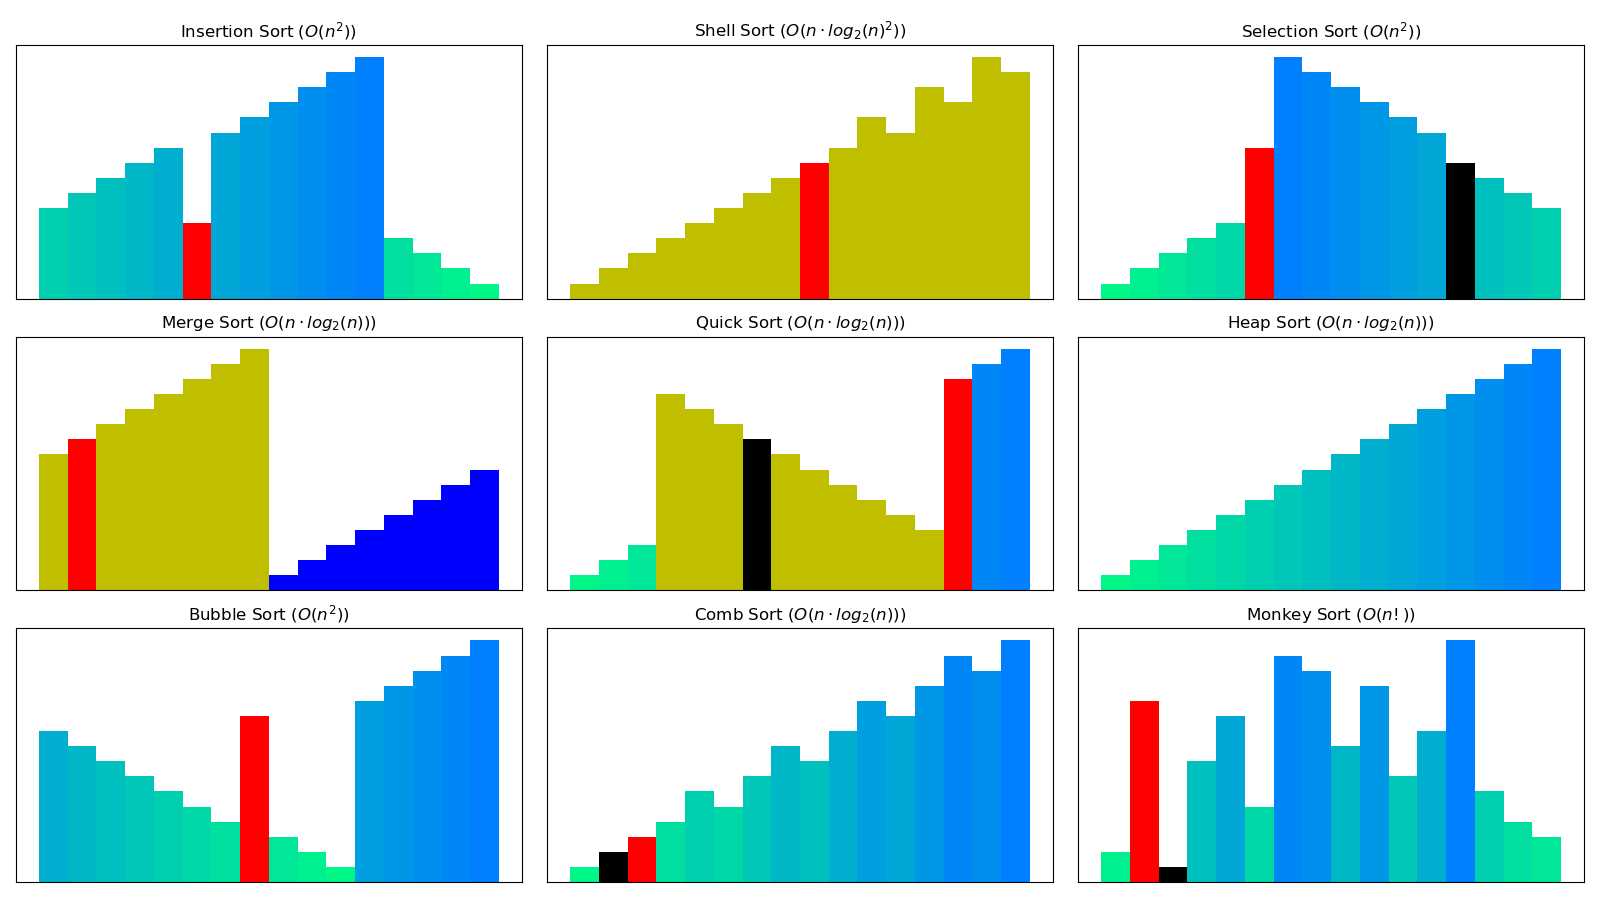 Insertion Sort (O(n²))
Shell Sort (O(n · log₂(n)²))
Selection Sort (O(n²))
Merge Sort (O(n · log₂(n)))
Quick Sort (O(n · log₂(n)))
Heap Sort (O(n · log₂(n)))
Bubble Sort (O(n²))
Comb Sort (O(n · log₂(n)))
Monkey Sort (O(n! ))